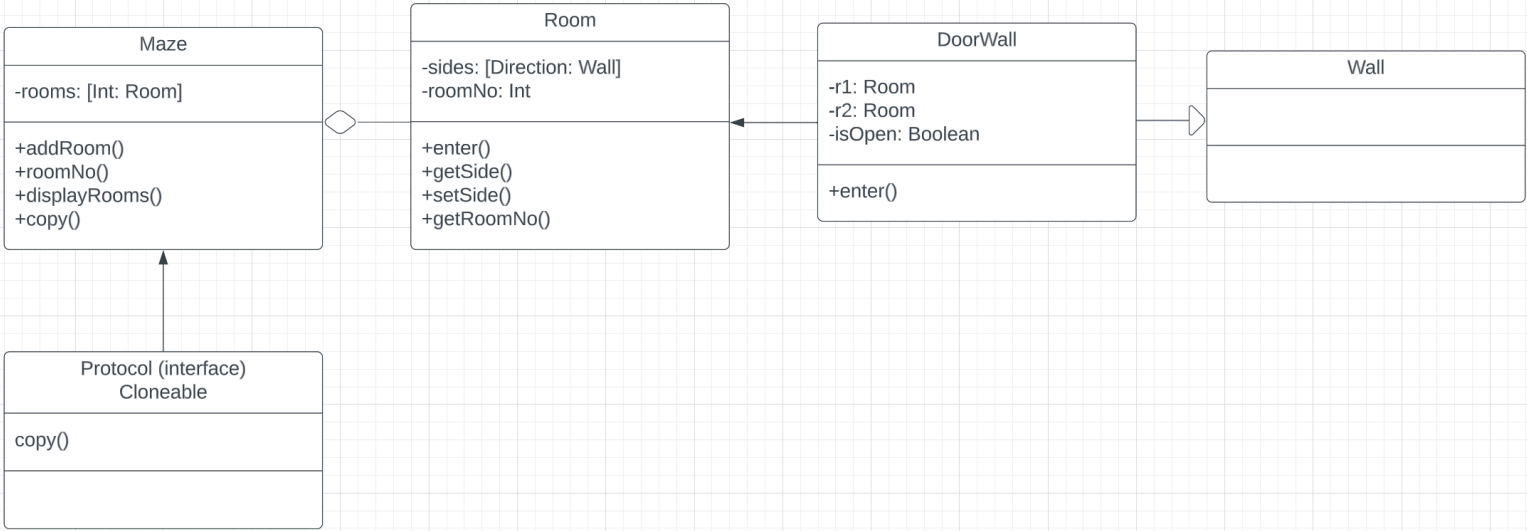 Maze
-rooms: [Int: Room]
+addRoom()
+roomNo()
+displayRooms()
+copy()
Room
-sides: [Direction: Wall]
-roomNo: Int
+enter()
+getSide()
+setSide()
+getRoomNo()
DoorWall
-r1: Room
-r2: Room
-isOpen: Boolean
+enter()
Wall
Protocol (interface)
Cloneable
copy()